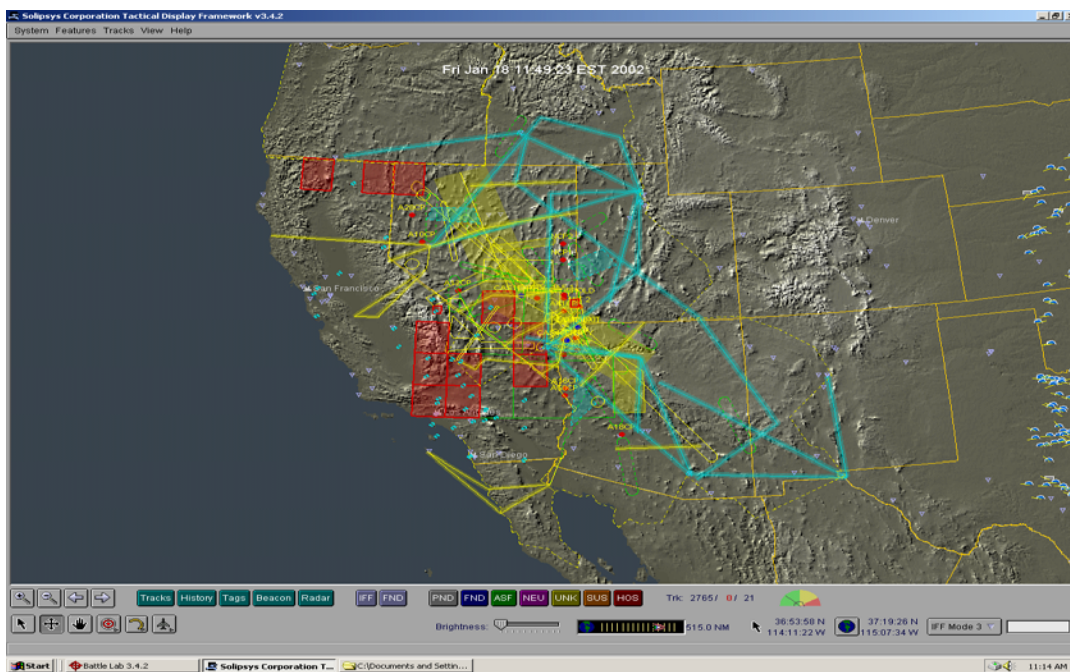 Solipsys Corporation Tactical Display Framework v3.4.2
System Features Tracks View Help
Fri Jan 18 11:49:23 EST 2002
Denver
A10CP
San Francisco
A12CP
San Diego
Tracks History Tags Beacon Radar IFF FND PND FND ASF NEU UNK SUS HOS Trk: 2765/ 0/ 21
Brightness: 515.0 NM 36:53:58 N 37:19:26 N IFF Mode 3
114:11:22 W 115:07:34 W
Start Battle Lab 3.4.2 Solipsys Corporation T... C:\Documents and Settin... 11:14 AM